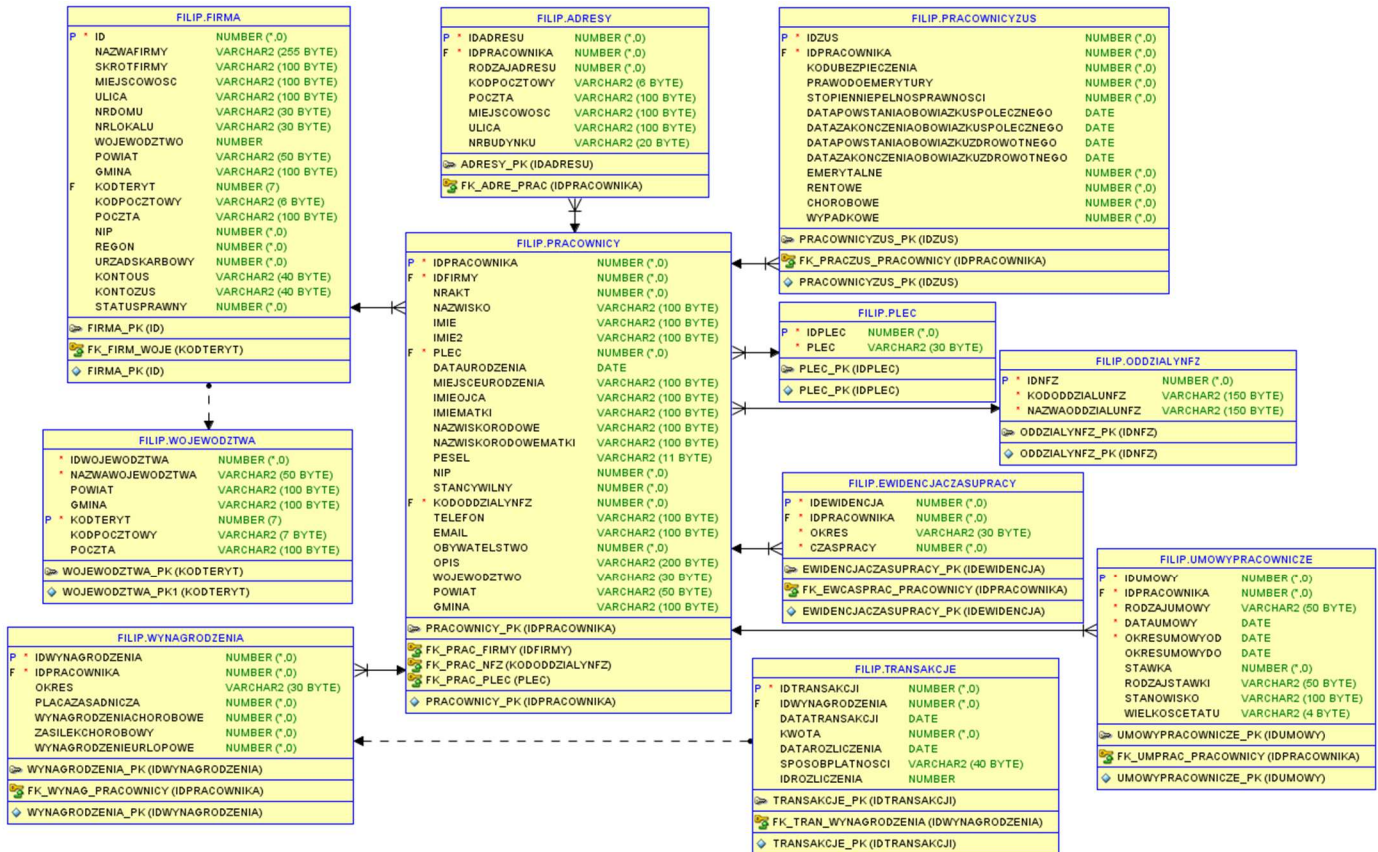 FILIP.FIRMA
P * ID NUMBER (*,0)
NAZWAFIRMY VARCHAR2 (255 BYTE)
SKROTFIRMY VARCHAR2 (100 BYTE)
MIEJSCOWOSC VARCHAR2 (100 BYTE)
ULICA VARCHAR2 (100 BYTE)
NRDOMU VARCHAR2 (30 BYTE)
NRLOKALU VARCHAR2 (30 BYTE)
WOJEWODZTWO NUMBER
POWIAT VARCHAR2 (50 BYTE)
GMINA VARCHAR2 (100 BYTE)
F KODTERYT NUMBER (7)
KODPOCZTOWY VARCHAR2 (6 BYTE)
POCZTA VARCHAR2 (100 BYTE)
NIP NUMBER (*,0)
REGON NUMBER (*,0)
URZADSKARBOWY NUMBER (*,0)
KONTOUS VARCHAR2 (40 BYTE)
KONTOZUS VARCHAR2 (40 BYTE)
STATUSPRAWNY NUMBER (*,0)
FIRMA_PK (ID)
FK_FIRM_WOJE (KODTERYT)
FIRMA_PK (ID)
FILIP.ADRESY
P * IDADRESU NUMBER (*,0)
F * IDPRACOWNIKA NUMBER (*,0)
RODZAJADRESU NUMBER (*,0)
KODPOCZTOWY VARCHAR2 (6 BYTE)
POCZTA VARCHAR2 (100 BYTE)
MIEJSCOWOSC VARCHAR2 (100 BYTE)
ULICA VARCHAR2 (100 BYTE)
NRBUDYNKU VARCHAR2 (20 BYTE)
ADRESY_PK (IDADRESU)
FK_ADRE_PRAC (IDPRACOWNIKA)
FILIP.PRACOWNICYZUS
P * IDZUS NUMBER (*,0)
F * IDPRACOWNIKA NUMBER (*,0)
KODUBEZPIECZENIA NUMBER (*,0)
PRAWODOEMERYTURY NUMBER (*,0)
STOPIENNIEPELNOSPRAWNOSCI NUMBER (*,0)
DATAPOWSTANIAOBOWIAZKUSPOLECZNEGO DATE
DATAZAKONCZENIAOBOWIAZKUSPOLECZNEGO DATE
DATAPOWSTANIAOBOWIAZKUZDROWOTNEGO DATE
DATAZAKONCZENIAOBOWIAZKUZDROWOTNEGO DATE
EMERYTALNE NUMBER (*,0)
RENTOWE NUMBER (*,0)
CHOROBOWE NUMBER (*,0)
WYPADKOWE NUMBER (*,0)
PRACOWNICYZUS_PK (IDZUS)
FK_PRACZUS_PRACOWNICY (IDPRACOWNIKA)
PRACOWNICYZUS_PK (IDZUS)
FILIP.PRACOWNICY
P * IDPRACOWNIKA NUMBER (*,0)
F * IDFIRMY NUMBER (*,0)
NRAKT NUMBER (*,0)
NAZWISKO VARCHAR2 (100 BYTE)
IMIE VARCHAR2 (100 BYTE)
IMIE2 VARCHAR2 (100 BYTE)
F * PLEC NUMBER (*,0)
DATAURODZENIA DATE
MIEJSCEURODZENIA VARCHAR2 (100 BYTE)
IMIEOJCA VARCHAR2 (100 BYTE)
IMIEMATKI VARCHAR2 (100 BYTE)
NAZWISKORODOWE VARCHAR2 (100 BYTE)
NAZWISKORODOWEMATKI VARCHAR2 (100 BYTE)
PESEL VARCHAR2 (11 BYTE)
NIP NUMBER (*,0)
STANCYWILNY NUMBER (*,0)
F * KODODDZIALYNFZ NUMBER (*,0)
TELEFON VARCHAR2 (100 BYTE)
EMAIL VARCHAR2 (100 BYTE)
OBYWATELSTWO NUMBER (*,0)
OPIS VARCHAR2 (200 BYTE)
WOJEWODZTWO VARCHAR2 (30 BYTE)
POWIAT VARCHAR2 (50 BYTE)
GMINA VARCHAR2 (100 BYTE)
PRACOWNICY_PK (IDPRACOWNIKA)
FK_PRAC_FIRMY (IDFIRMY)
FK_PRAC_NFZ (KODODDZIALYNFZ)
FK_PRAC_PLEC (PLEC)
PRACOWNICY_PK (IDPRACOWNIKA)
FILIP.PLEC
P * IDPLEC NUMBER (*,0)
* PLEC VARCHAR2 (30 BYTE)
PLEC_PK (IDPLEC)
PLEC_PK (IDPLEC)
FILIP.ODDZIALYNFZ
P * IDNFZ NUMBER (*,0)
* KODODDZIALUNFZ VARCHAR2 (150 BYTE)
* NAZWAODDZIALUNFZ VARCHAR2 (150 BYTE)
ODDZIALYNFZ_PK (IDNFZ)
ODDZIALYNFZ_PK (IDNFZ)
FILIP.WOJEWODZTWA
* IDWOJEWODZTWA NUMBER (*,0)
* NAZWAWOJEWODZTWA VARCHAR2 (50 BYTE)
POWIAT VARCHAR2 (100 BYTE)
GMINA VARCHAR2 (100 BYTE)
P * KODTERYT NUMBER (7)
KODPOCZTOWY VARCHAR2 (7 BYTE)
POCZTA VARCHAR2 (100 BYTE)
WOJEWODZTWA_PK (KODTERYT)
WOJEWODZTWA_PK1 (KODTERYT)
FILIP.EWIDENCJACZASUPRACY
P * IDEWIDENCJA NUMBER (*,0)
F * IDPRACOWNIKA NUMBER (*,0)
* OKRES VARCHAR2 (30 BYTE)
* CZASPRACY NUMBER (*,0)
EWIDENCJACZASUPRACY_PK (IDEWIDENCJA)
FK_EWCASPRAC_PRACOWNICY (IDPRACOWNIKA)
EWIDENCJACZASUPRACY_PK (IDEWIDENCJA)
FILIP.UMOWYPRACOWNICZE
P * IDUMOWY NUMBER (*,0)
F * IDPRACOWNIKA NUMBER (*,0)
* RODZAJUMOWY VARCHAR2 (50 BYTE)
* DATAUMOWY DATE
* OKRESUMOWYOD DATE
OKRESUMOWYDO DATE
STAWKA NUMBER (*,0)
RODZAJSTAWKI VARCHAR2 (50 BYTE)
STANOWISKO VARCHAR2 (100 BYTE)
WIELKOSCETATU VARCHAR2 (4 BYTE)
UMOWYPRACOWNICZE_PK (IDUMOWY)
FK_UMPRAC_PRACOWNICY (IDPRACOWNIKA)
UMOWYPRACOWNICZE_PK (IDUMOWY)
FILIP.WYNAGRODZENIA
P * IDWYNAGRODZENIA NUMBER (*,0)
F * IDPRACOWNIKA NUMBER (*,0)
OKRES VARCHAR2 (30 BYTE)
PLACAZASADNICZA NUMBER (*,0)
WYNAGRODZENIACHOROBOWE NUMBER (*,0)
ZASILEKCHOROBOWY NUMBER (*,0)
WYNAGRODZENIEURLOPOWE NUMBER (*,0)
WYNAGRODZENIA_PK (IDWYNAGRODZENIA)
FK_WYNAG_PRACOWNICY (IDPRACOWNIKA)
WYNAGRODZENIA_PK (IDWYNAGRODZENIA)
FILIP.TRANSAKCJE
P * IDTRANSAKCJI NUMBER (*,0)
F IDWYNAGRODZENIA NUMBER (*,0)
DATATRANSAKCJI DATE
KWOTA NUMBER (*,0)
DATAROZLICZENIA DATE
SPOSOBPLATNOSCI VARCHAR2 (40 BYTE)
IDROZLICZENIA NUMBER
TRANSAKCJE_PK (IDTRANSAKCJI)
FK_TRAN_WYNAGRODZENIA (IDWYNAGRODZENIA)
TRANSAKCJE_PK (IDTRANSAKCJI)